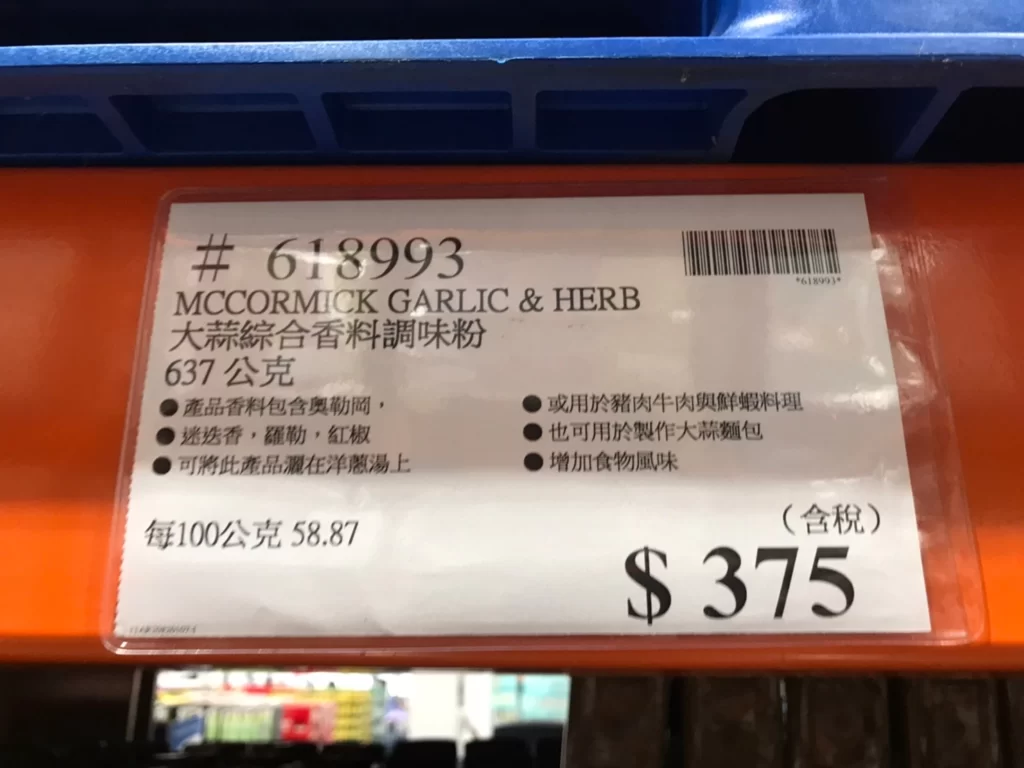 # 618993
*618993*
MCCORMICK GARLIC & HERB
大蒜綜合香料調味粉
637 公克
●產品香料包含奧勒岡，
●迷迭香，羅勒，紅椒
●可將此產品灑在洋蔥湯上
●或用於豬肉牛肉與鮮蝦料理
●也可用於製作大蒜麵包
●增加食物風味
每100公克 58.87
（含稅）
$ 375